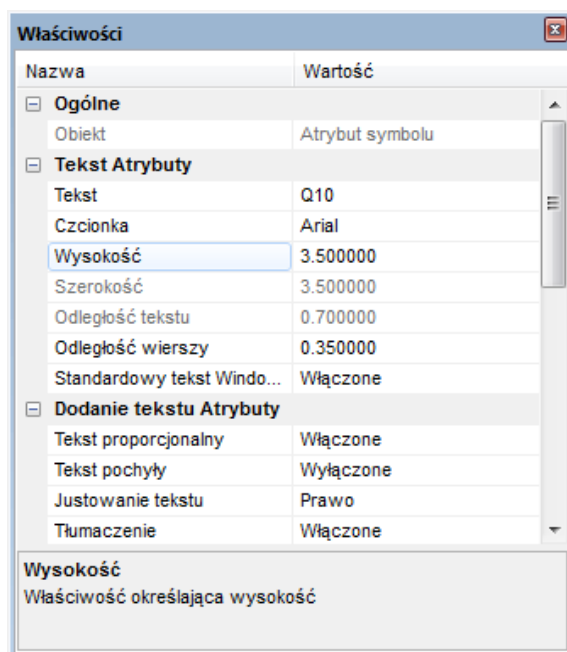 Właściwości
Nazwa Wartość
Ogólne
Obiekt Atrybut symbolu
Tekst Atrybuty
Tekst Q10
Czcionka Arial
Wysokość 3.500000
Szerokość 3.500000
Odległość tekstu 0.700000
Odległość wierszy 0.350000
Standardowy tekst Windo... Włączone
Dodanie tekstu Atrybuty
Tekst proporcjonalny Włączone
Tekst pochyły Wyłączone
Justowanie tekstu Prawo
Tłumaczenie Włączone
Wysokość
Właściwość określająca wysokość